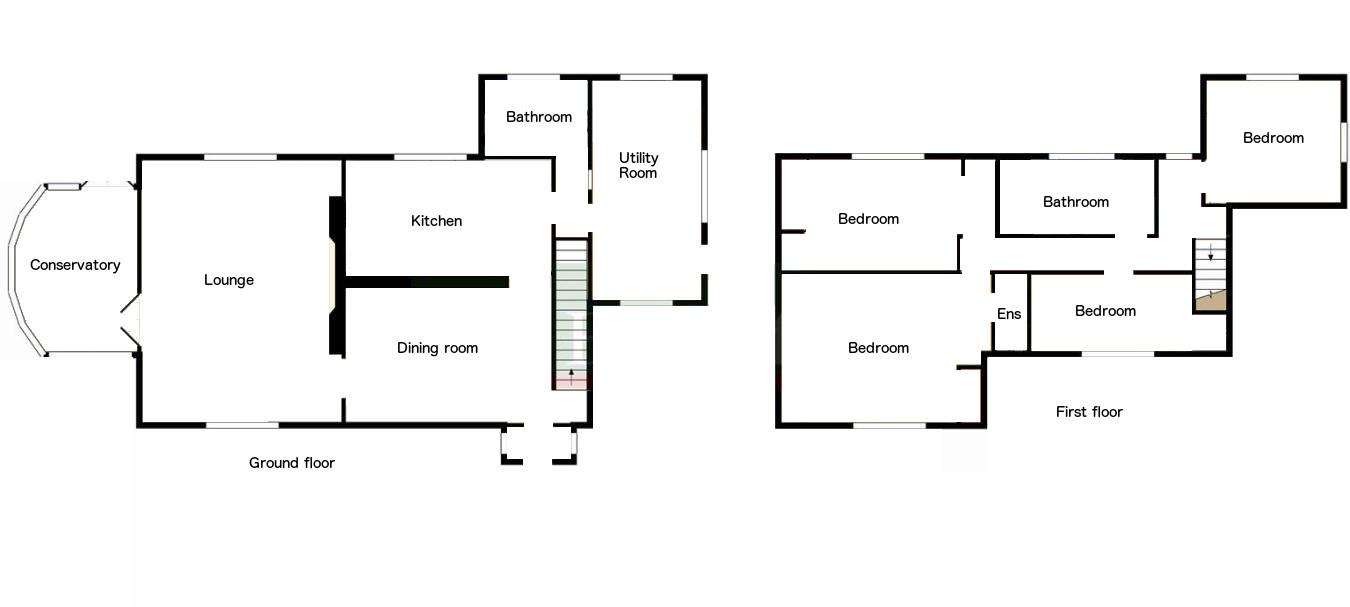 Bathroom
Utility
Room
Kitchen
Conservatory
Lounge
Dining room
Ground floor
Bedroom
Bathroom
Bedroom
Ens
Bedroom
Bedroom
First floor